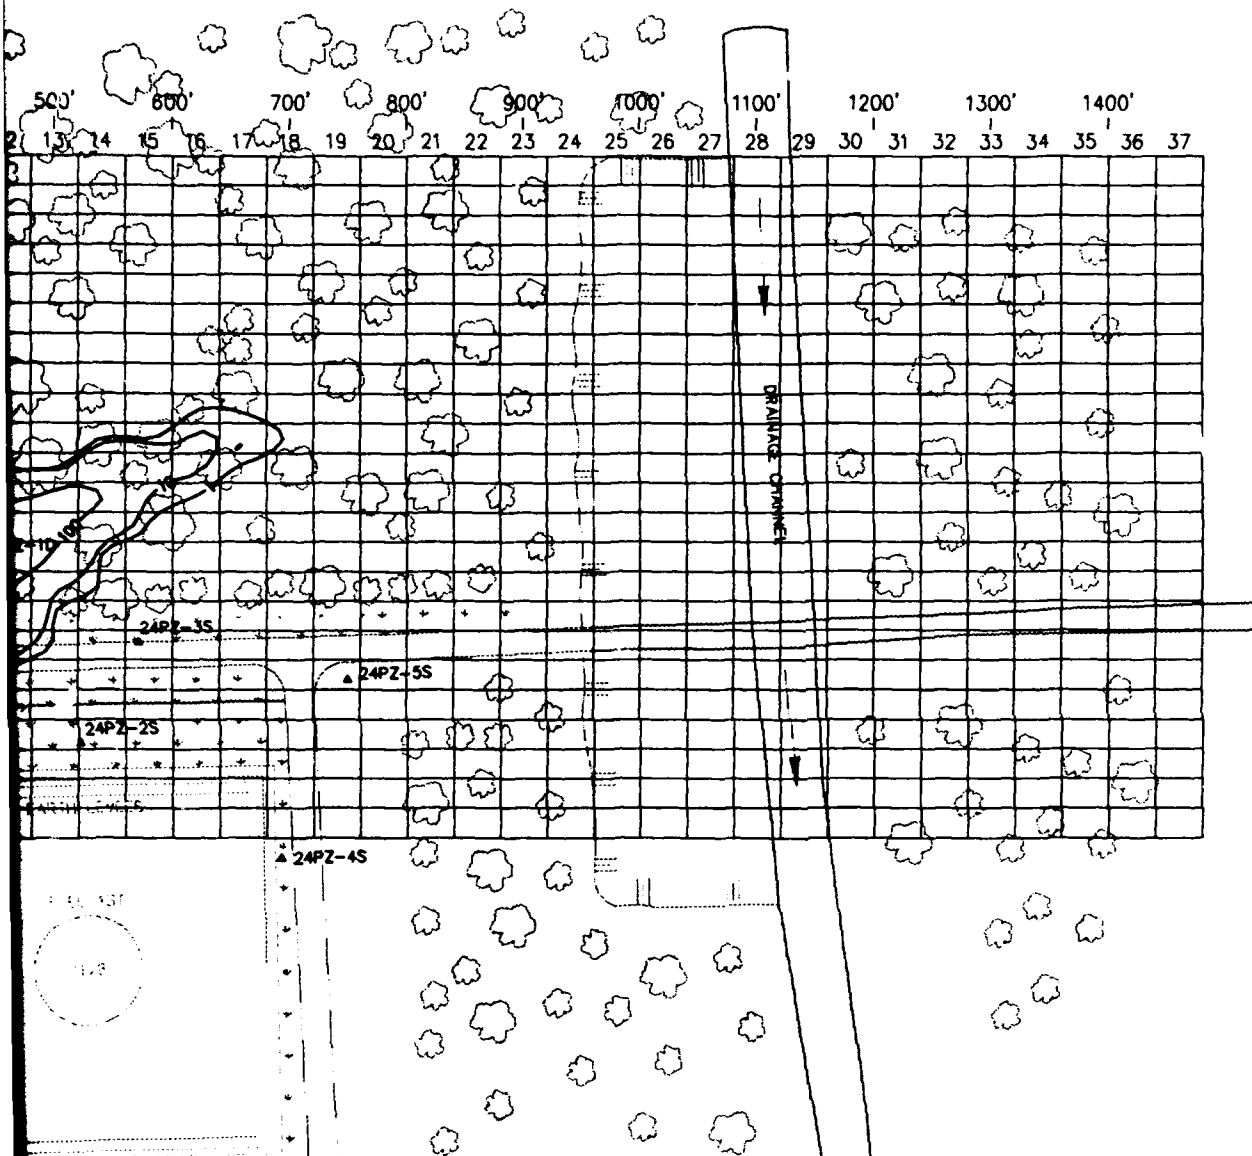 500' 600' 700' 800' 900' 1000' 1100' 1200' 1300' 1400'
2 13 14 15 16 17 18 19 20 21 22 23 24 25 26 27 28 29 30 31 32 33 34 35 36 37
DRAINAGE CHANNEL
10
1
100
24PZ-3S
24PZ-5S
24PZ-2S
24PZ-4S